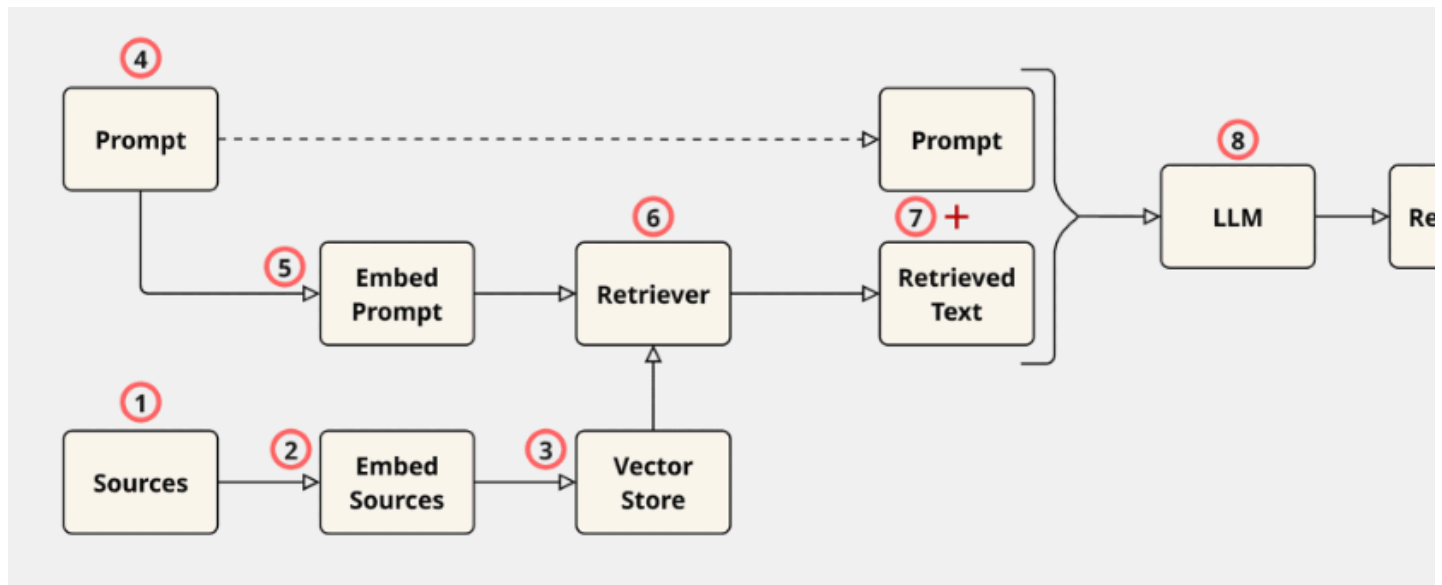 4
Prompt
Prompt
8
LLM
Re
7 +
6
5
Embed
Prompt
Retriever
Retrieved
Text
1
2
3
Sources
Embed
Sources
Vector
Store